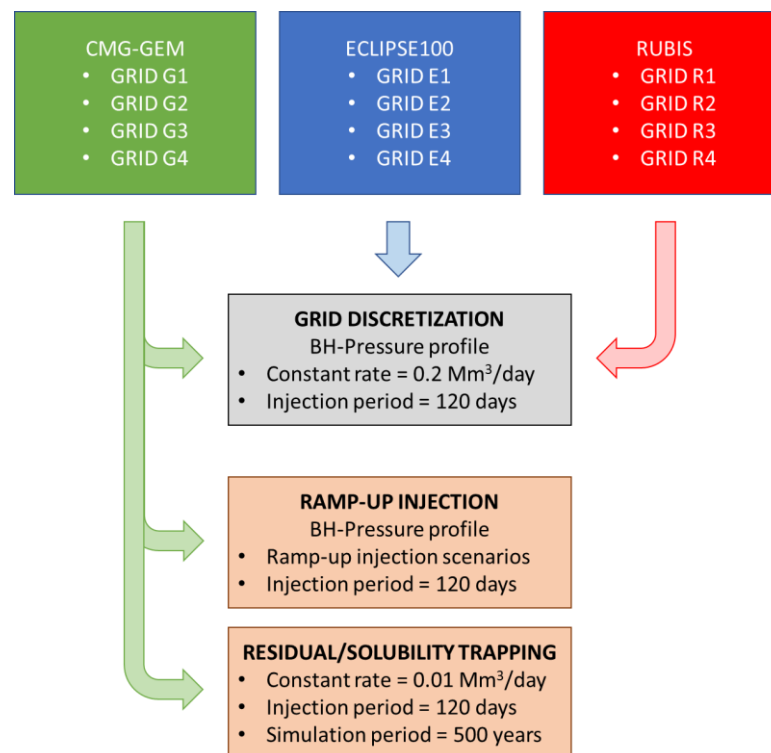 CMG-GEM
• GRID G1
• GRID G2
• GRID G3
• GRID G4
ECLIPSE100
• GRID E1
• GRID E2
• GRID E3
• GRID E4
RUBIS
• GRID R1
• GRID R2
• GRID R3
• GRID R4
GRID DISCRETIZATION
BH-Pressure profile
• Constant rate = 0.2 Mm³/day
• Injection period = 120 days
RAMP-UP INJECTION
BH-Pressure profile
• Ramp-up injection scenarios
• Injection period = 120 days
RESIDUAL/SOLUBILITY TRAPPING
• Constant rate = 0.01 Mm³/day
• Injection period = 120 days
• Simulation period = 500 years